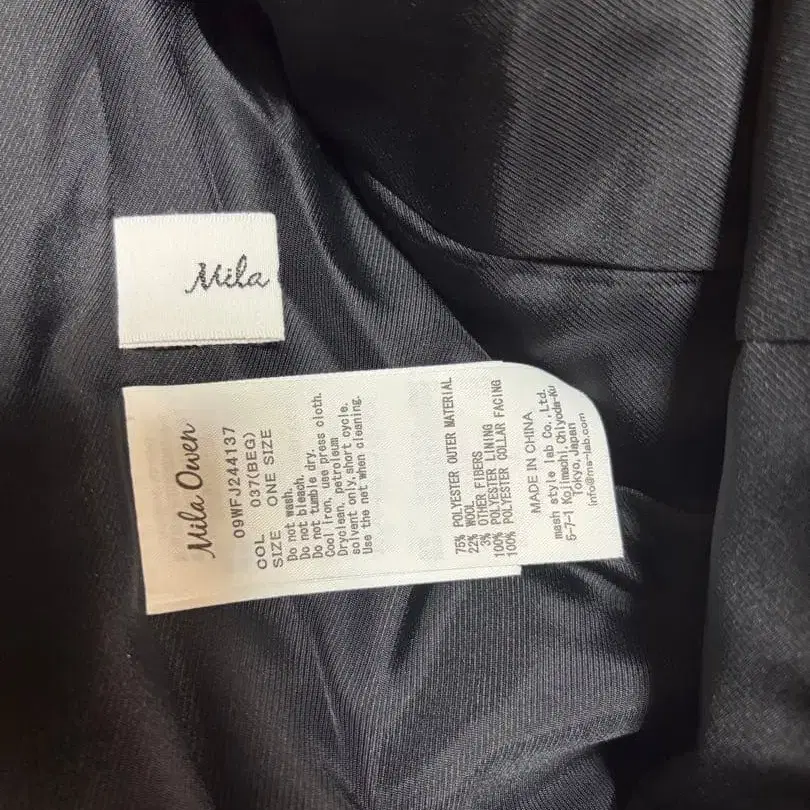 Mila
Mila Owen
09WFJ244137
COL 037(BEG)
SIZE ONE SIZE
Do not wash.
Do not bleach.
Do not tumble dry.
Cool iron, use press cloth.
Dryclean, petroleum
solvent only, short cycle.
Use the net when cleaning.
75% POLYESTER OUTER MATERIAL
22% WOOL
3% OTHER FIBERS
100% POLYESTER LINING
100% POLYESTER COLLAR FACING
MADE IN CHINA
mash style lab Co., Ltd.
5-7-1 Kojimachi, Chiyoda-Ku
Tokyo, Japan
info@ms-lab.com